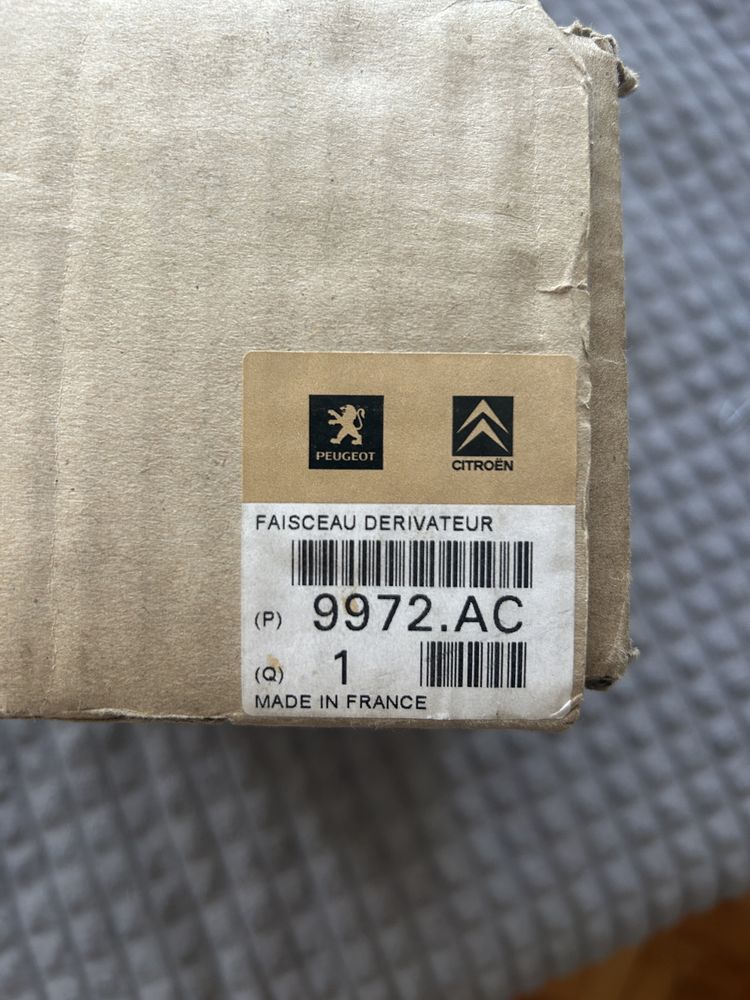 PEUGEOT
CITROËN
FAISCEAU DERIVATEUR
(P) 9972.AC
(Q) 1
MADE IN FRANCE